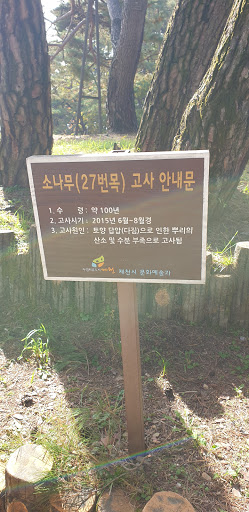 소나무(27번목) 고사 안내문
1. 수 령 : 약 100년
2. 고사시기 : 2015년 6월~8월경
3. 고사원인 : 토양 답압(다짐)으로 인한 뿌리의
산소 및 수분 부족으로 고사됨
제천시 문화예술과